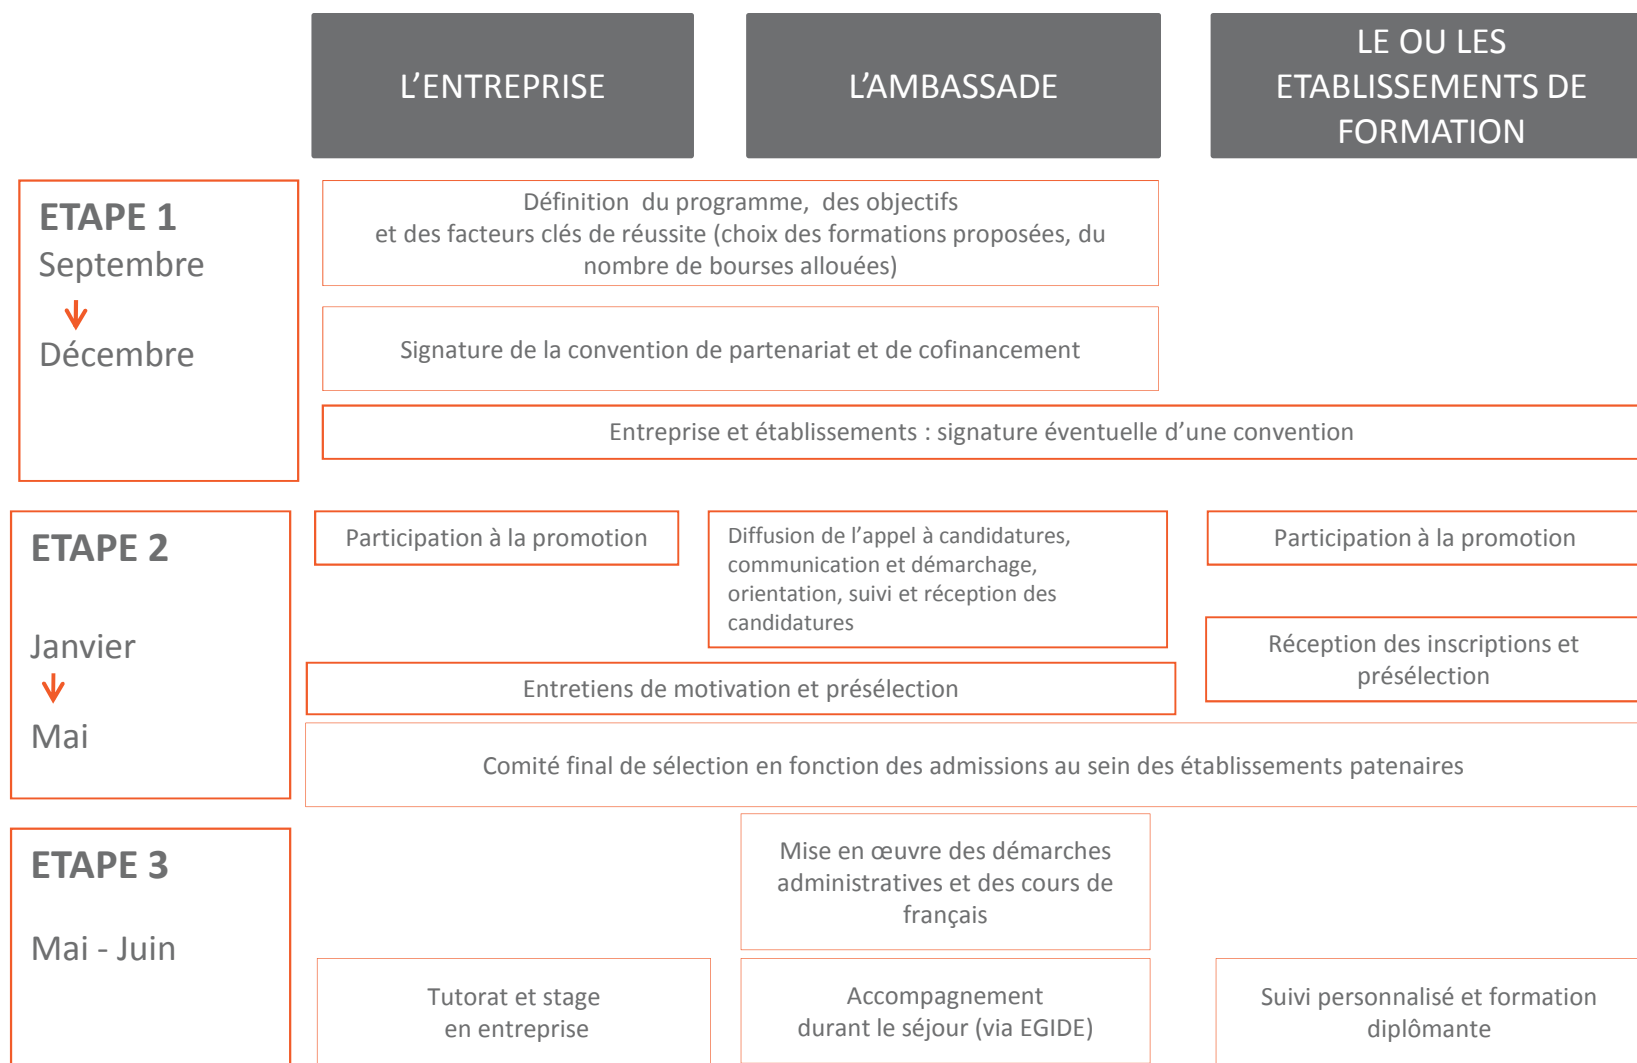 L'ENTREPRISE
L'AMBASSADE
LE OU LES
ETABLISSEMENTS DE
FORMATION
ETAPE 1
Septembre
Décembre
Définition du programme, des objectifs
et des facteurs clés de réussite (choix des formations proposées, du
nombre de bourses allouées)
Signature de la convention de partenariat et de cofinancement
Entreprise et établissements : signature éventuelle d'une convention
ETAPE 2
Janvier
Mai
Participation à la promotion
Diffusion de l'appel à candidatures,
communication et démarchage,
orientation, suivi et réception des
candidatures
Participation à la promotion
Réception des inscriptions et
présélection
Entretiens de motivation et présélection
Comité final de sélection en fonction des admissions au sein des établissements patenaires
ETAPE 3
Mai - Juin
Mise en œuvre des démarches
administratives et des cours de
français
Tutorat et stage
en entreprise
Accompagnement
durant le séjour (via EGIDE)
Suivi personnalisé et formation
diplômante